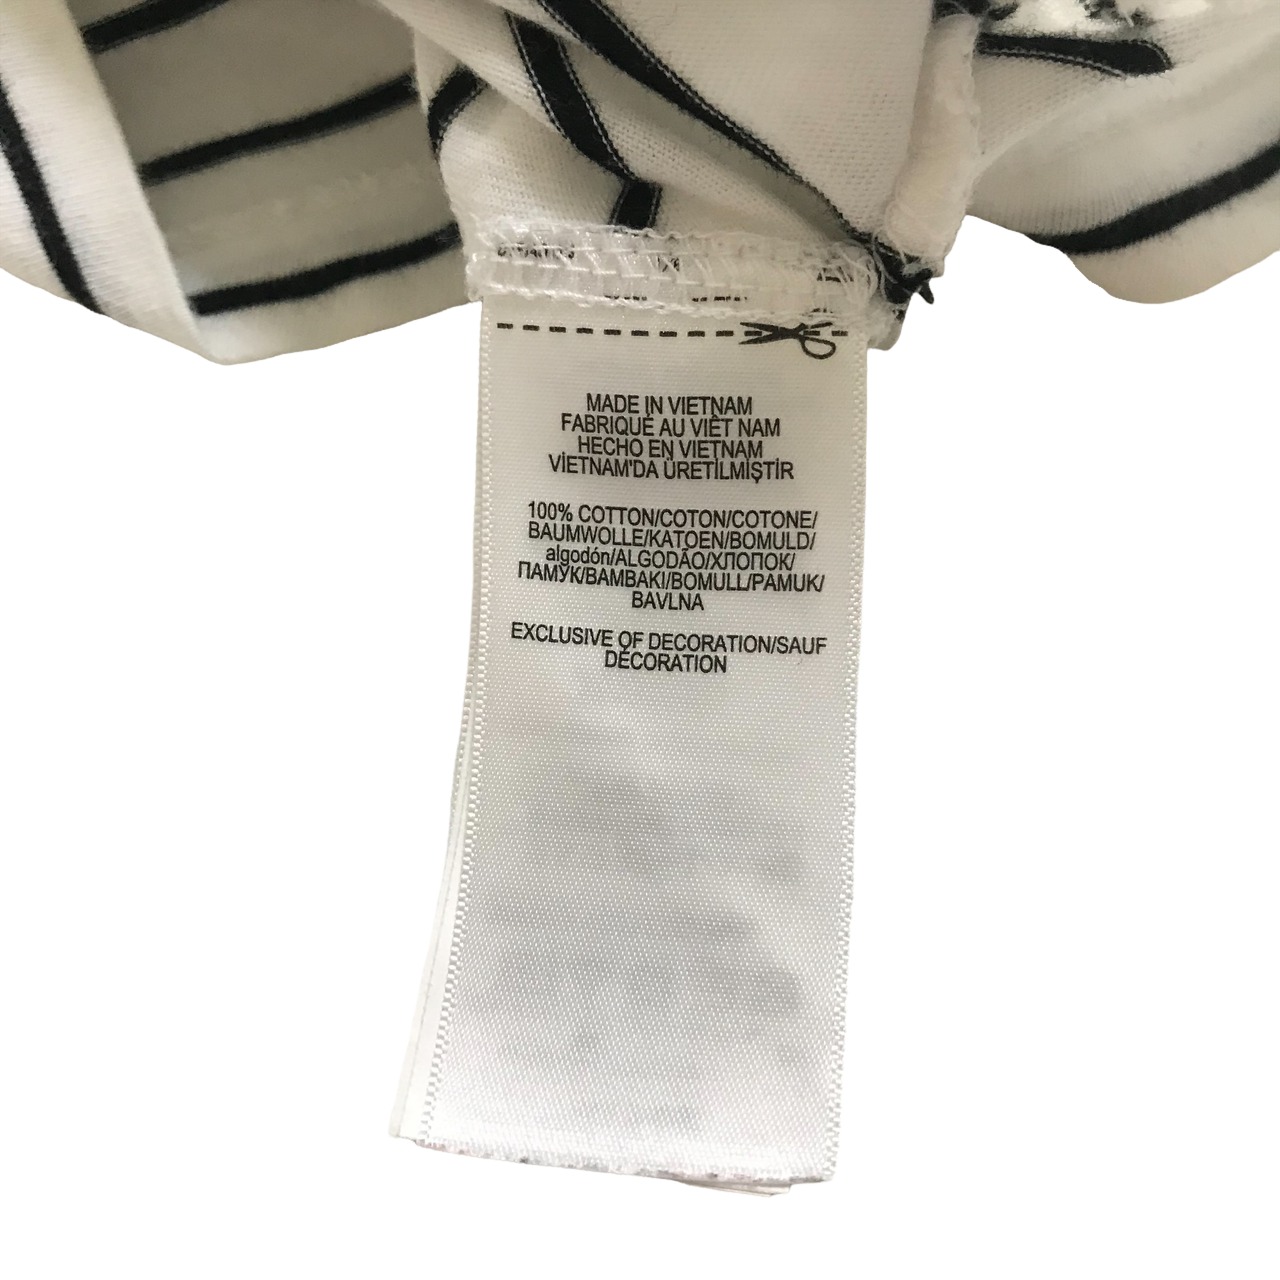 MADE IN VIETNAM
FABRIQUÉ AU VIÊT NAM
HECHO EN VIETNAM
VİETNAM'DA ÜRETİLMİŞTİR
100% COTTON/COTON/COTONE/
BAUMWOLLE/KATOEN/BOMULD/
algodón/ALGODÃO/ХЛОПОК/
ПАМУК/BAMBAKI/BOMULL/PAMUK/
BAVLNA
EXCLUSIVE OF DECORATION/SAUF
DÉCORATION